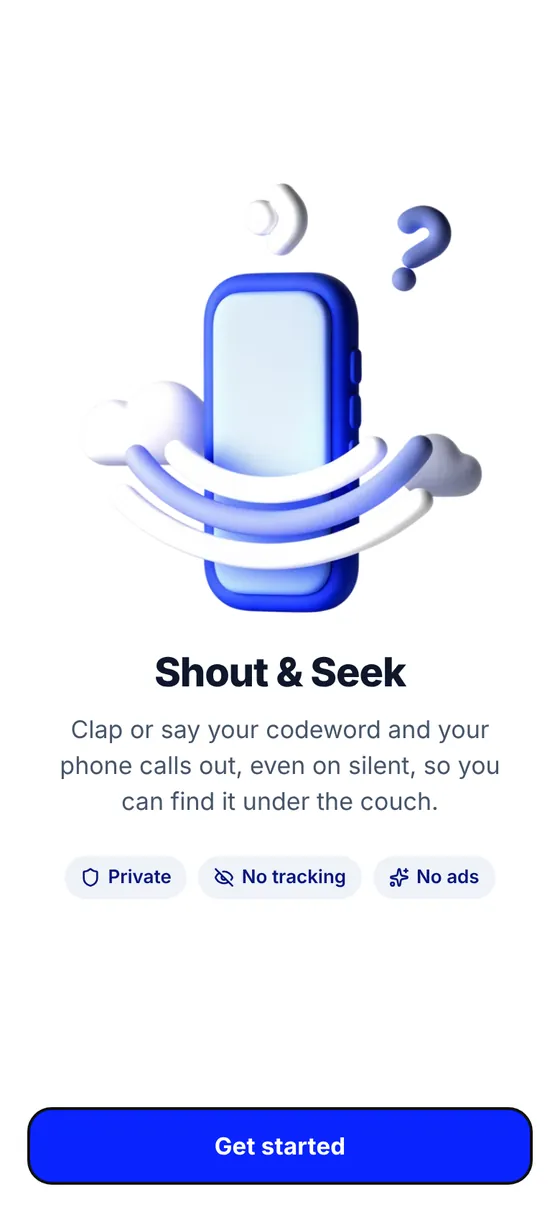 Shout & Seek
Clap or say your codeword and your
phone calls out, even on silent, so you
can find it under the couch.
Private
No tracking
No ads
Get started